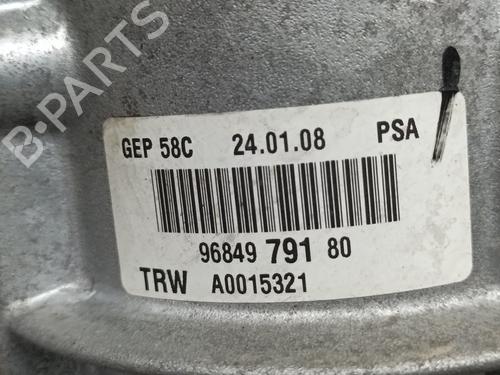 B-PARTS
GEP 58C 24.01.08 PSA
96849 791 80
TRW A0015321